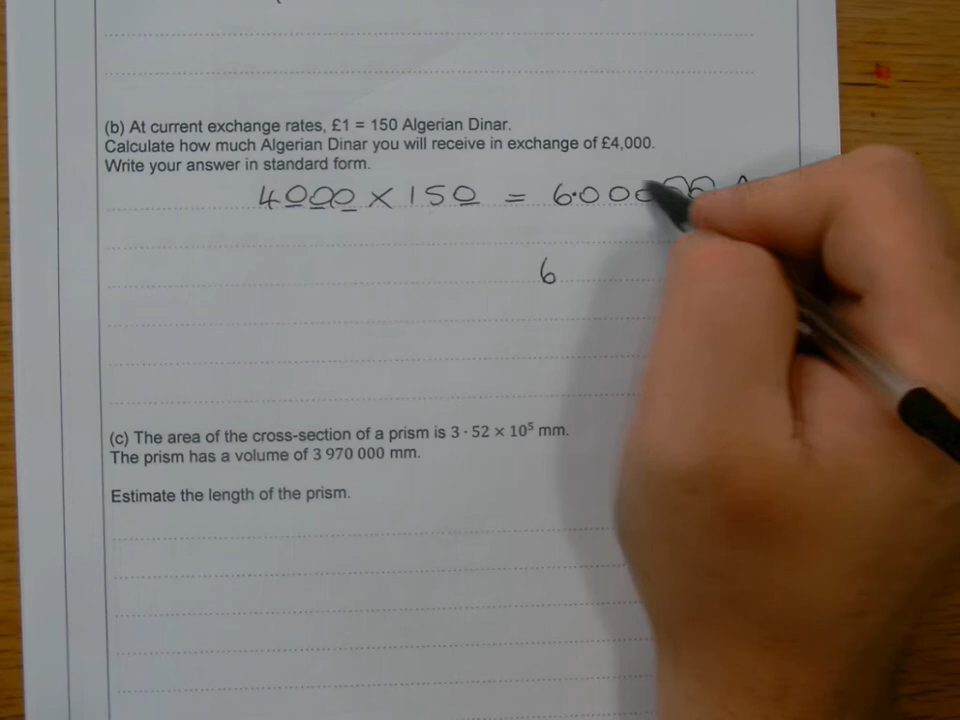 (b) At current exchange rates, £1 = 150 Algerian Dinar.
Calculate how much Algerian Dinar you will receive in exchange of £4,000.
Write your answer in standard form.
4000 × 150 = 6·000
6
(c) The area of the cross-section of a prism is 3·52 × 10⁵ mm.
The prism has a volume of 3 970 000 mm.
Estimate the length of the prism.